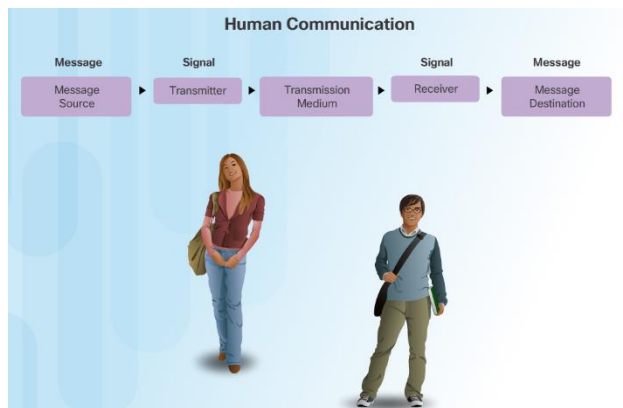 Human Communication
Message
Signal
Signal
Message
Message
Source
Transmitter
Transmission
Medium
Receiver
Message
Destination